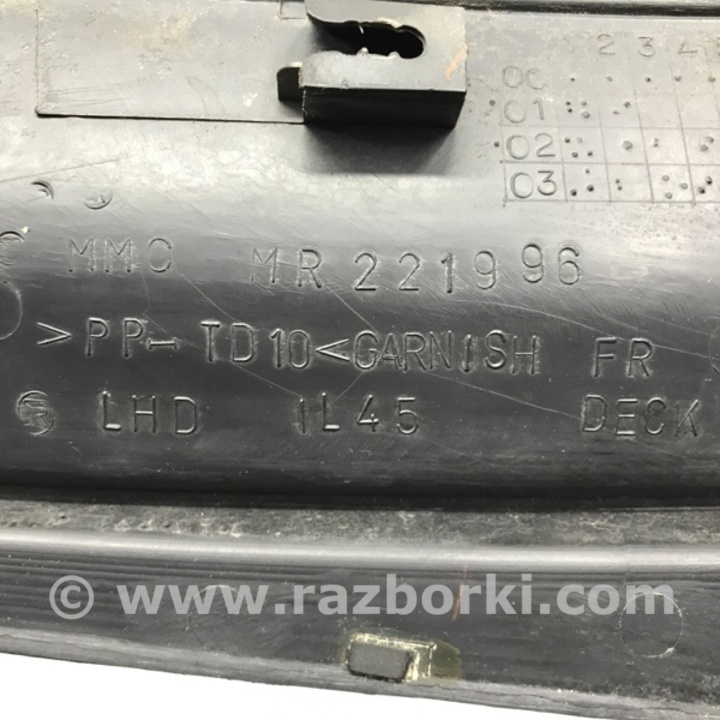 2 3 4
00
01
02
03
MMC MR221996
>PP-TD10<GARNISH FR
LHD 1L45 DECK
© www.razborki.com